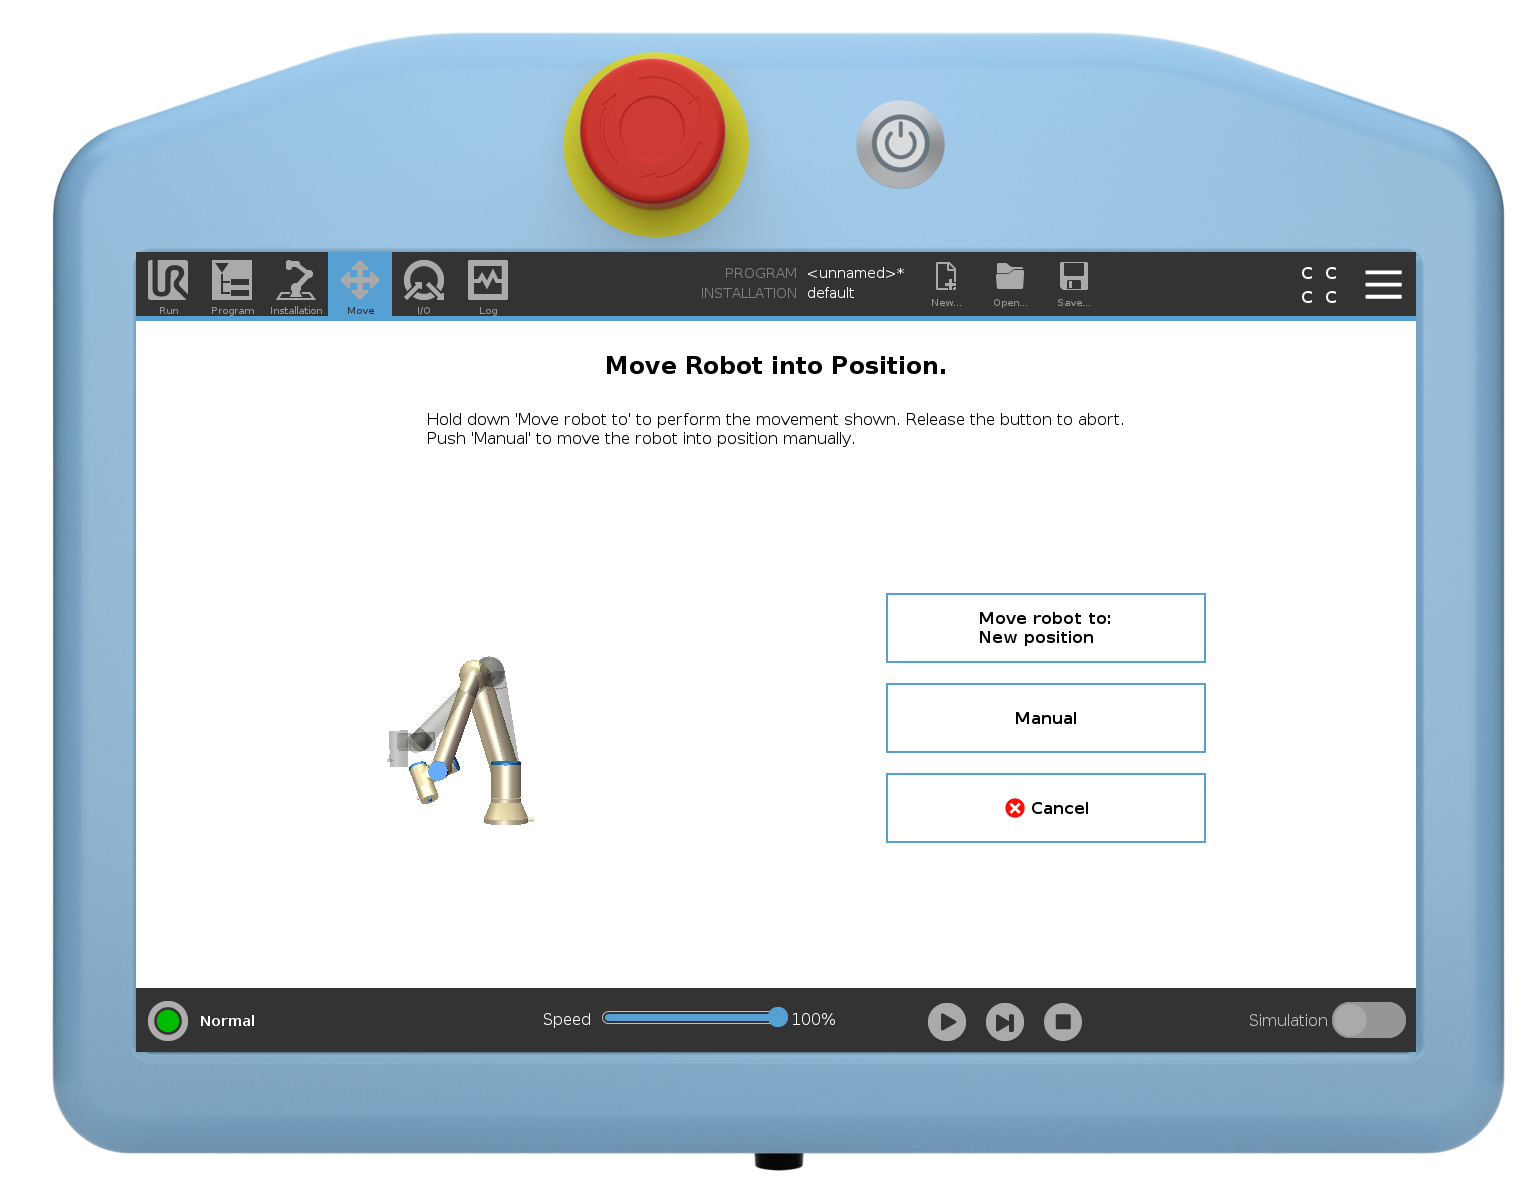 Run
Program
Installation
Move
I/O
Log
PROGRAM <unnamed>*
INSTALLATION default
New...
Open...
Save...
C C
C C
Move Robot into Position.
Hold down 'Move robot to' to perform the movement shown. Release the button to abort.
Push 'Manual' to move the robot into position manually.
Move robot to:
New position
Manual
Cancel
Normal
Speed 100%
Simulation